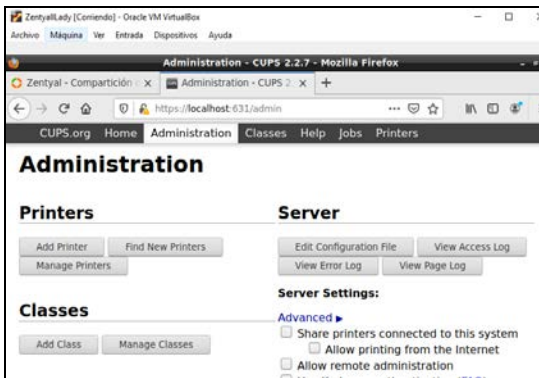 ZentyallLady [Corriendo] - Oracle VM VirtualBox
Archivo Máquina Ver Entrada Dispositivos Ayuda
Administration - CUPS 2.2.7 - Mozilla Firefox
Zentyal - Compartición
Administration - CUPS 2
https://localhost:631/admin
CUPS.org Home Administration Classes Help Jobs Printers
Administration
Printers
Add Printer Find New Printers
Manage Printers
Classes
Add Class Manage Classes
Server
Edit Configuration File View Access Log
View Error Log View Page Log
Server Settings:
Advanced
Share printers connected to this system
Allow printing from the Internet
Allow remote administration